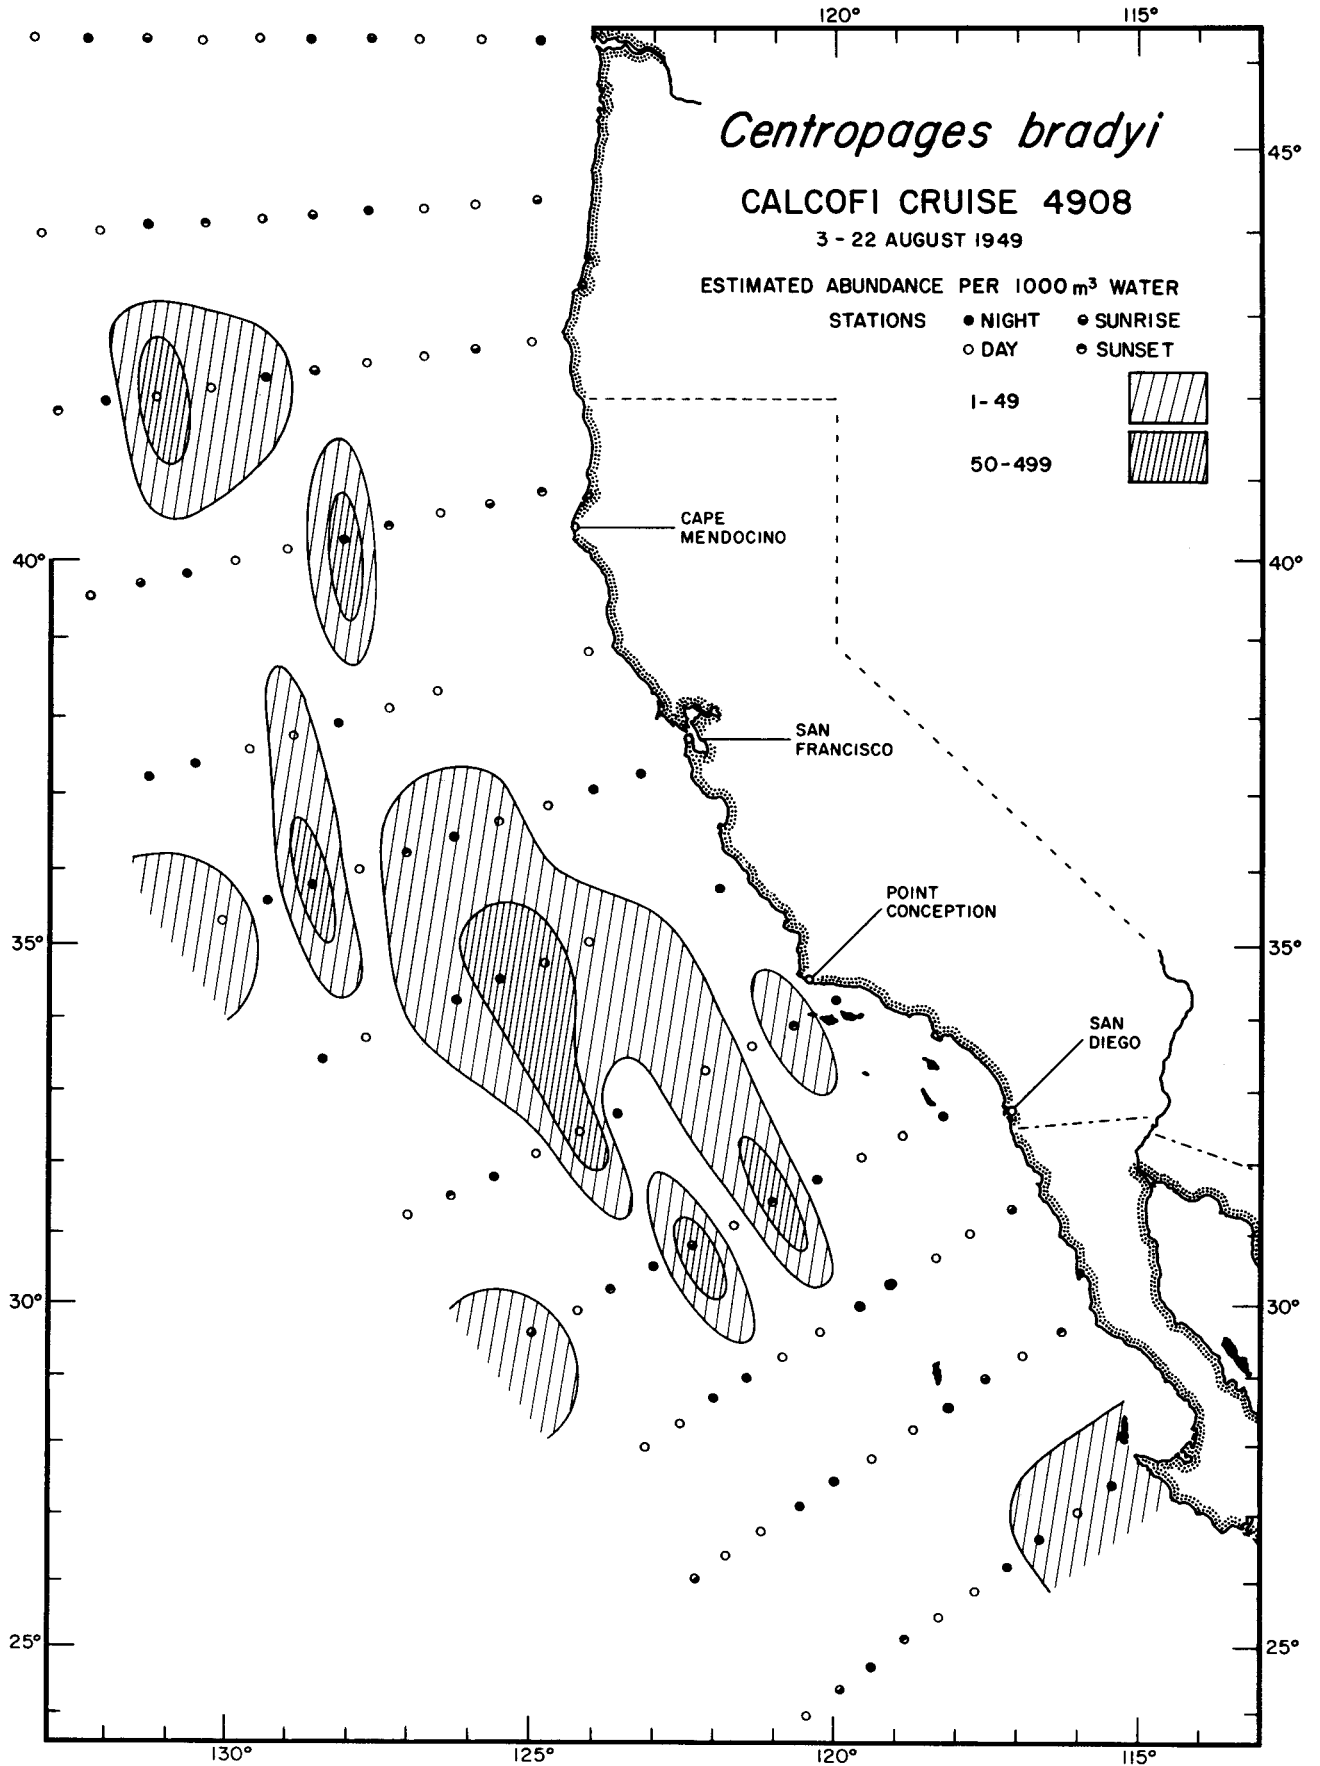 120° 115°
Centropages bradyi
45°
CALCOFI CRUISE 4908
3-22 AUGUST 1949
ESTIMATED ABUNDANCE PER 1000 m³ WATER
STATIONS NIGHT SUNRISE
DAY SUNSET
1-49
50-499
CAPE
MENDOCINO
40° 40°
SAN
FRANCISCO
POINT
CONCEPTION
35° 35°
SAN
DIEGO
30° 30°
25° 25°
130° 125° 120° 115°